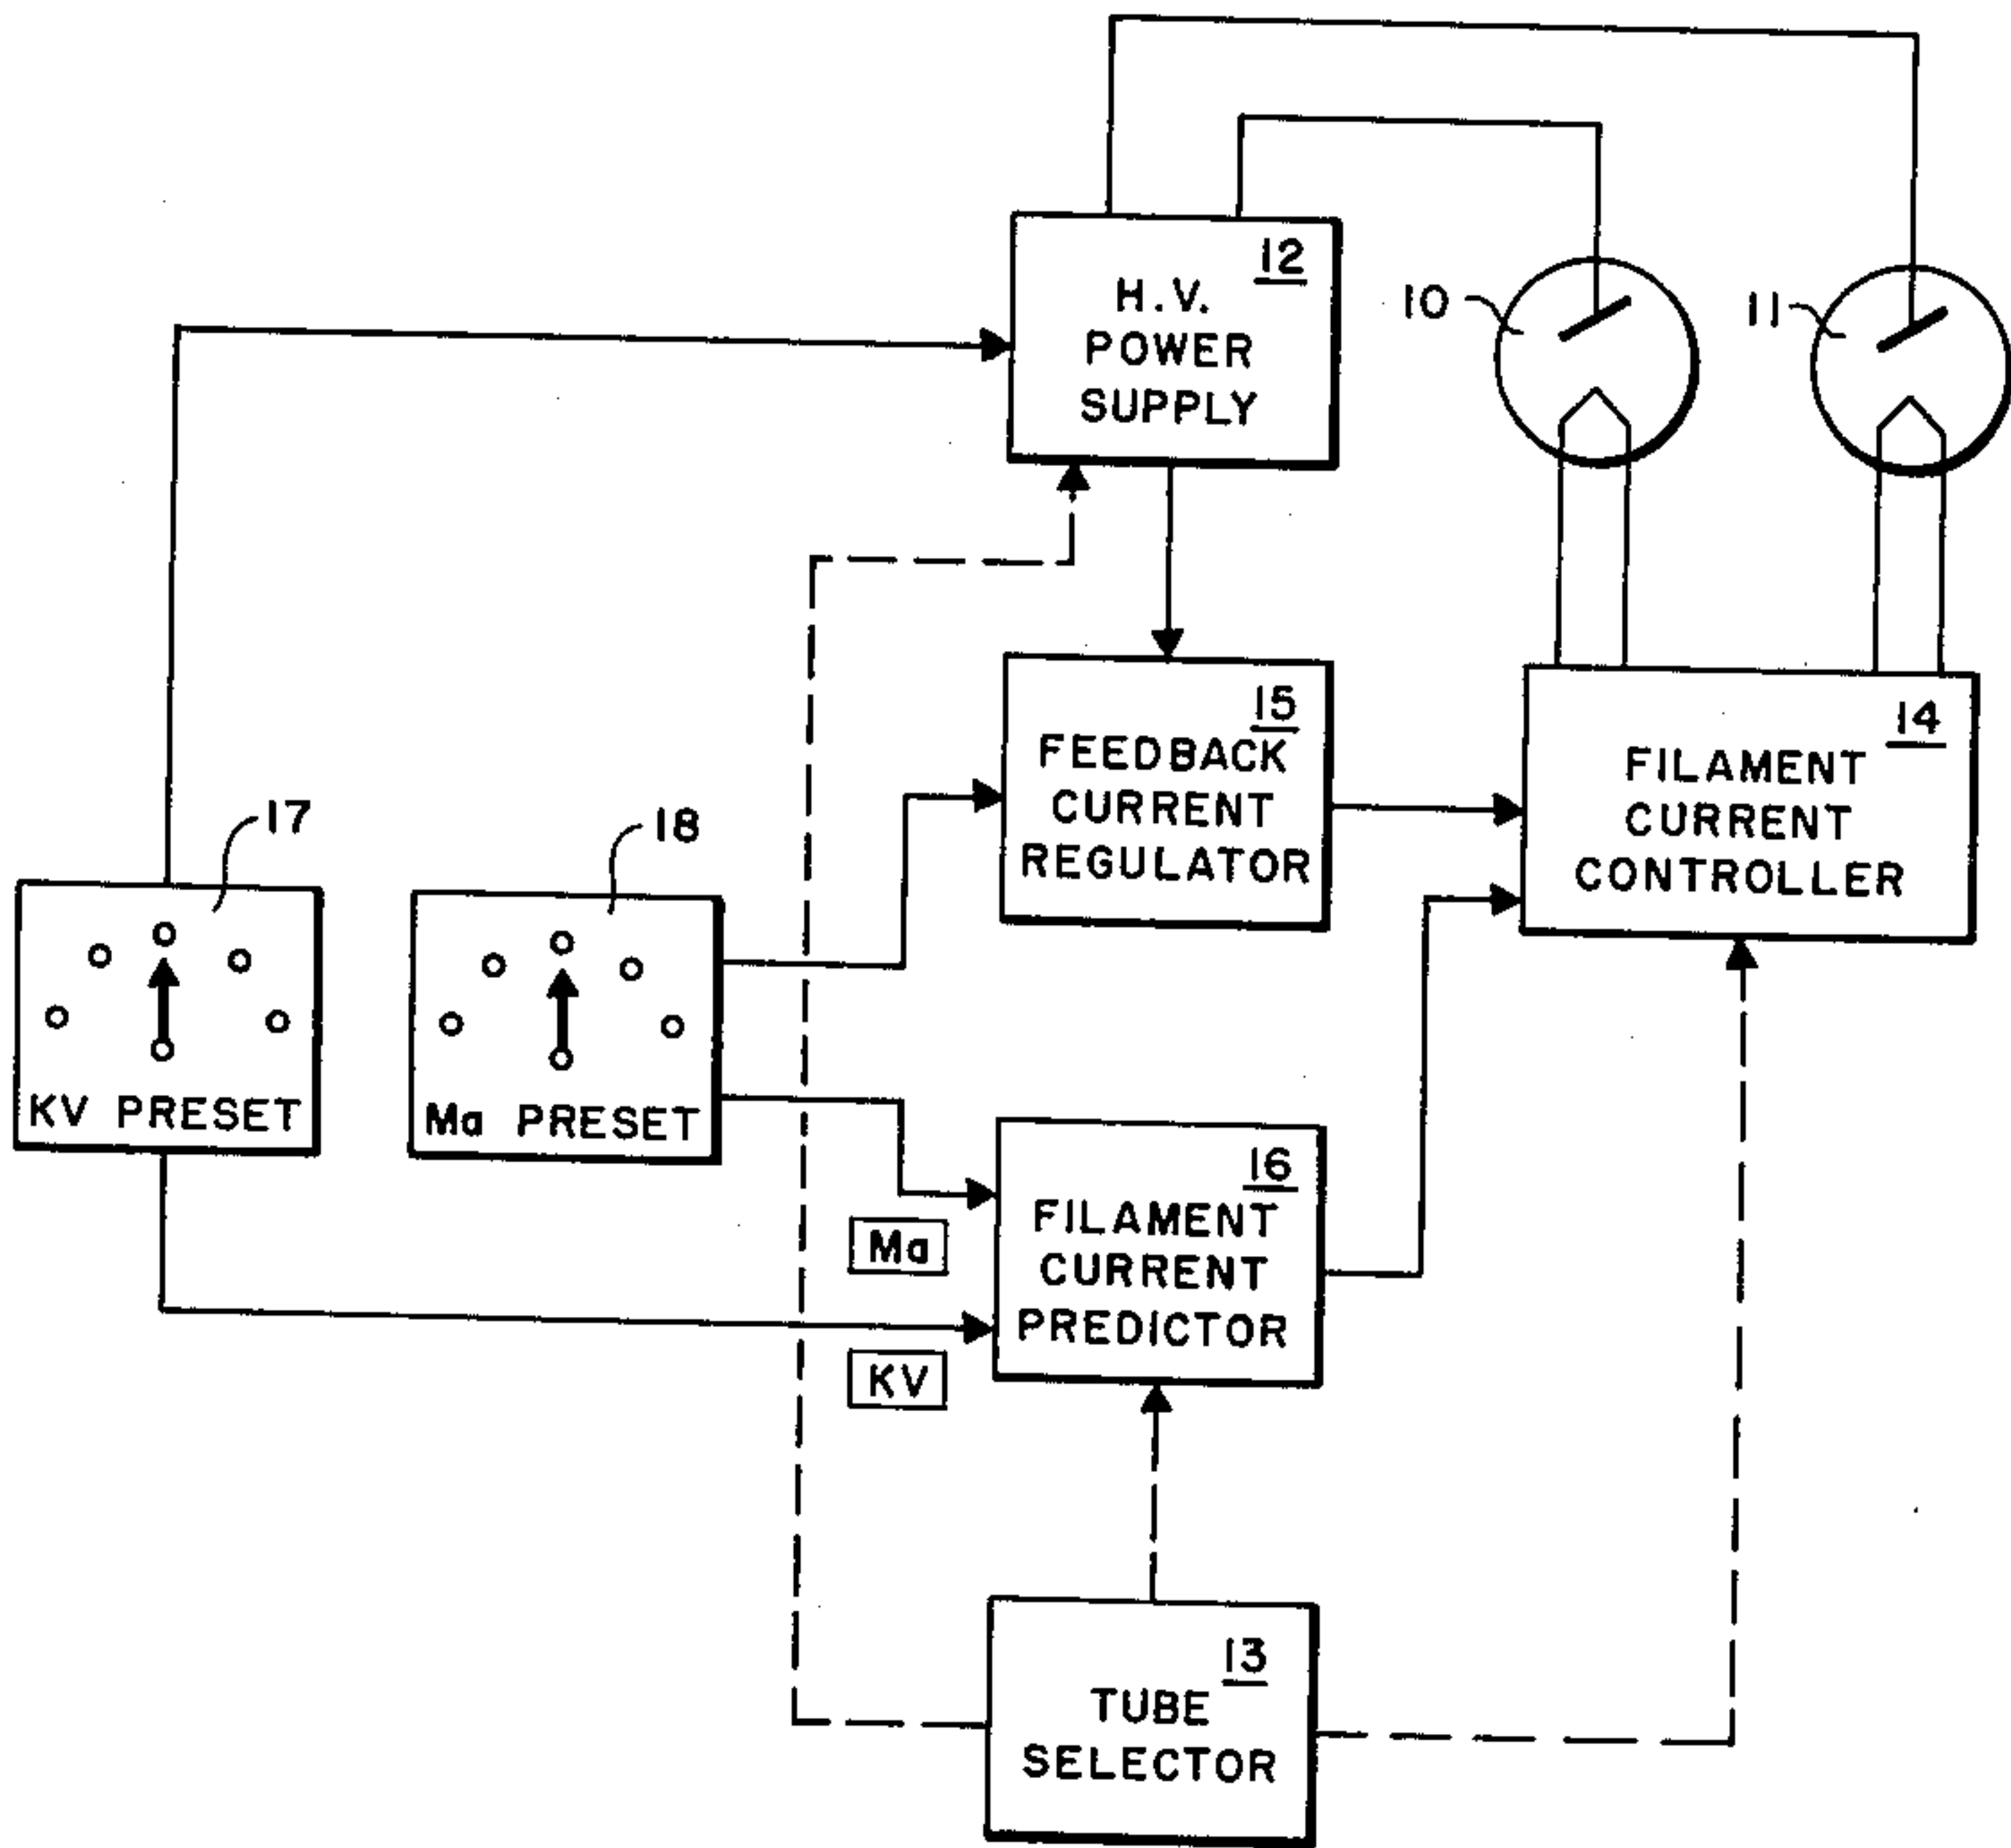 12
H.V.
POWER
SUPPLY
10
11
15
FEEDBACK
CURRENT
REGULATOR
14
FILAMENT
CURRENT
CONTROLLER
17
KV PRESET
18
Ma PRESET
16
FILAMENT
CURRENT
PREDICTOR
Ma
KV
13
TUBE
SELECTOR